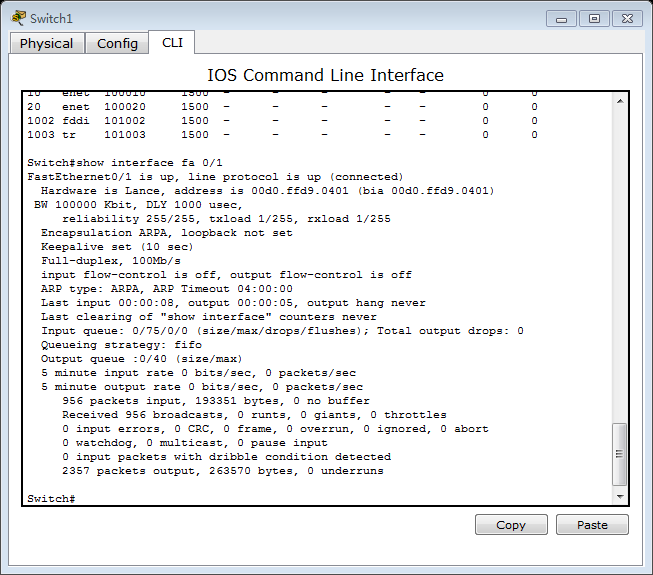 Switch1
Physical Config CLI
IOS Command Line Interface
10 enet 100010 1500 - - - - - 0 0
20 enet 100020 1500 - - - - - 0 0
1002 fddi 101002 1500 - - - - - 0 0
1003 tr 101003 1500 - - - - - 0 0
Switch#show interface fa 0/1
FastEthernet0/1 is up, line protocol is up (connected)
Hardware is Lance, address is 00d0.ffd9.0401 (bia 00d0.ffd9.0401)
BW 100000 Kbit, DLY 1000 usec,
reliability 255/255, txload 1/255, rxload 1/255
Encapsulation ARPA, loopback not set
Keepalive set (10 sec)
Full-duplex, 100Mb/s
input flow-control is off, output flow-control is off
ARP type: ARPA, ARP Timeout 04:00:00
Last input 00:00:08, output 00:00:05, output hang never
Last clearing of "show interface" counters never
Input queue: 0/75/0/0 (size/max/drops/flushes); Total output drops: 0
Queueing strategy: fifo
Output queue :0/40 (size/max)
5 minute input rate 0 bits/sec, 0 packets/sec
5 minute output rate 0 bits/sec, 0 packets/sec
956 packets input, 193351 bytes, 0 no buffer
Received 956 broadcasts, 0 runts, 0 giants, 0 throttles
0 input errors, 0 CRC, 0 frame, 0 overrun, 0 ignored, 0 abort
0 watchdog, 0 multicast, 0 pause input
0 input packets with dribble condition detected
2357 packets output, 263570 bytes, 0 underruns
Switch#
Copy Paste